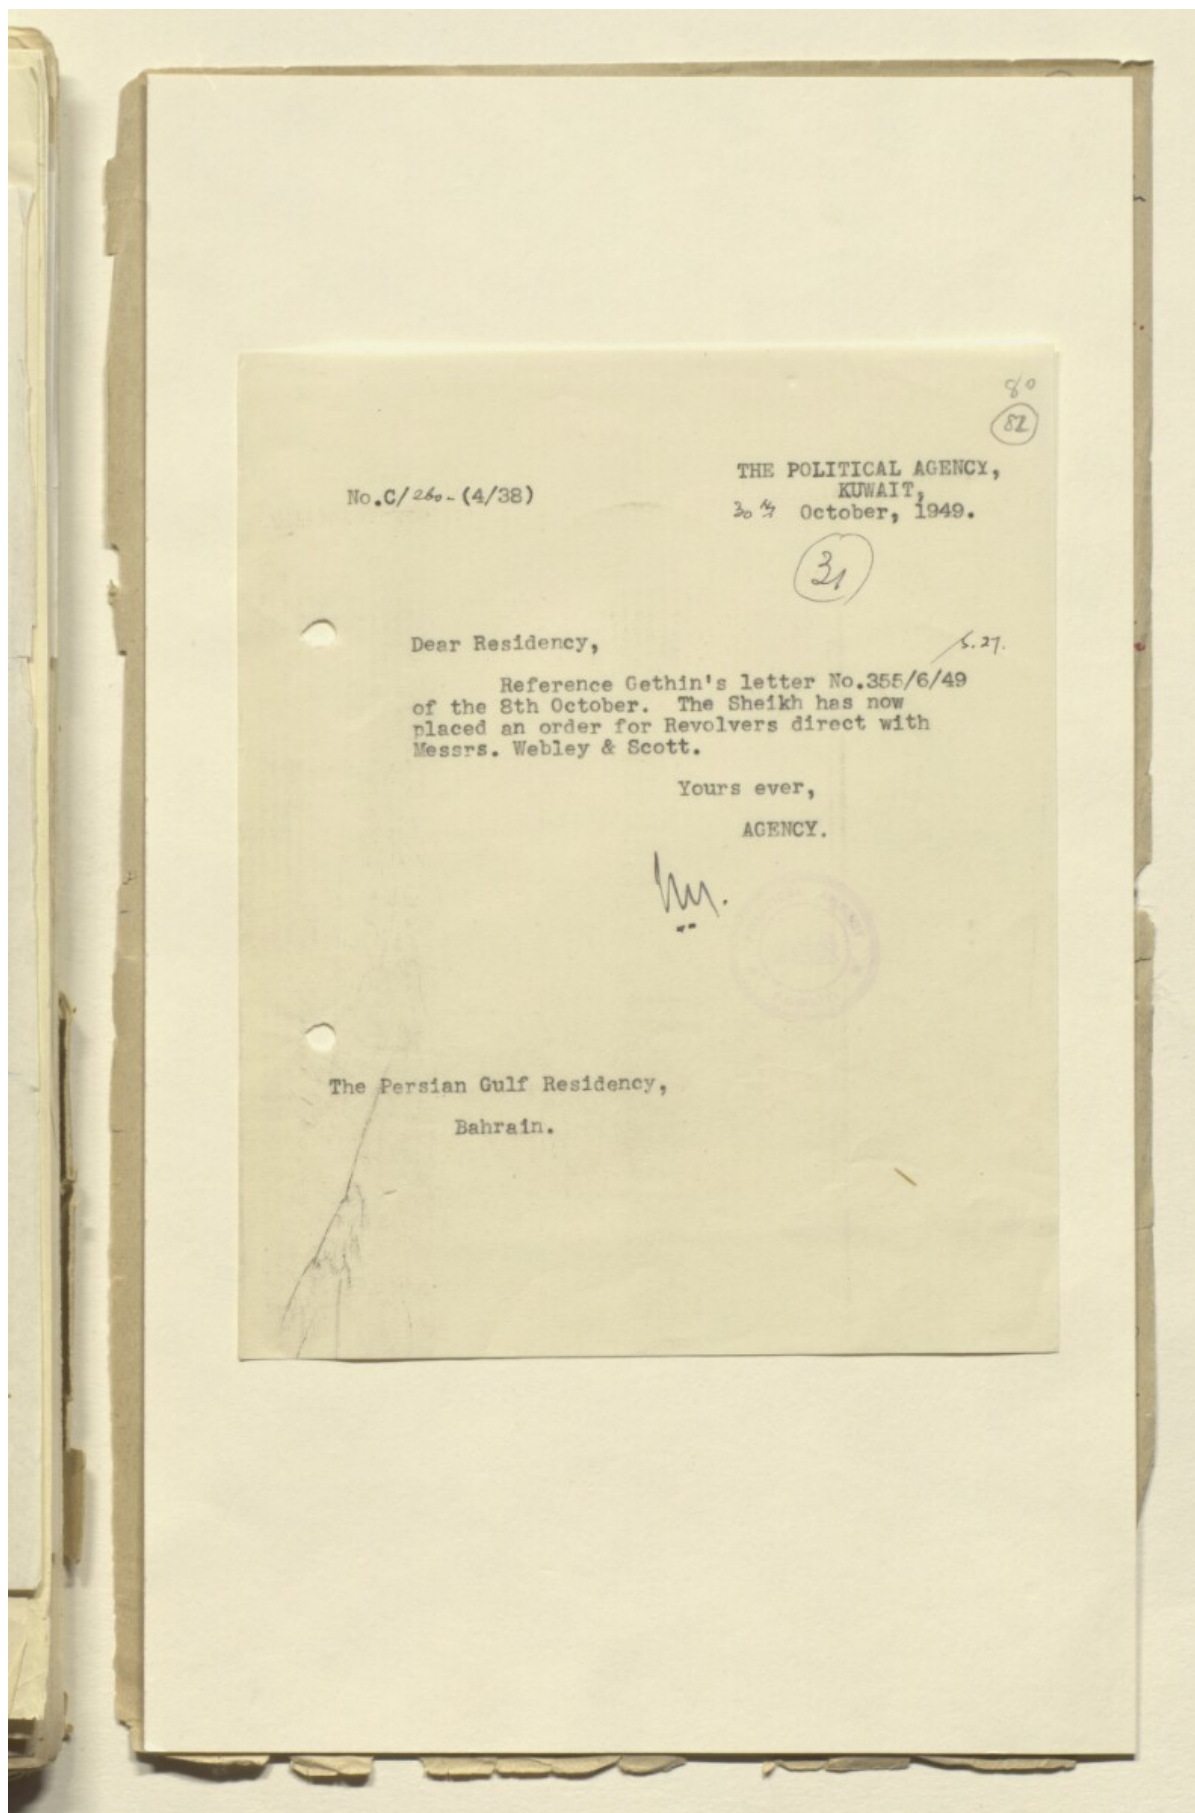 80
82
THE POLITICAL AGENCY,
KUWAIT,
No.C/260-(4/38)
30th October, 1949.
31
Dear Residency,
s.27.
Reference Gethin's letter No.355/6/49
of the 8th October. The Sheikh has now
placed an order for Revolvers direct with
Messrs. Webley & Scott.
Yours ever,
AGENCY.
The Persian Gulf Residency,
Bahrain.